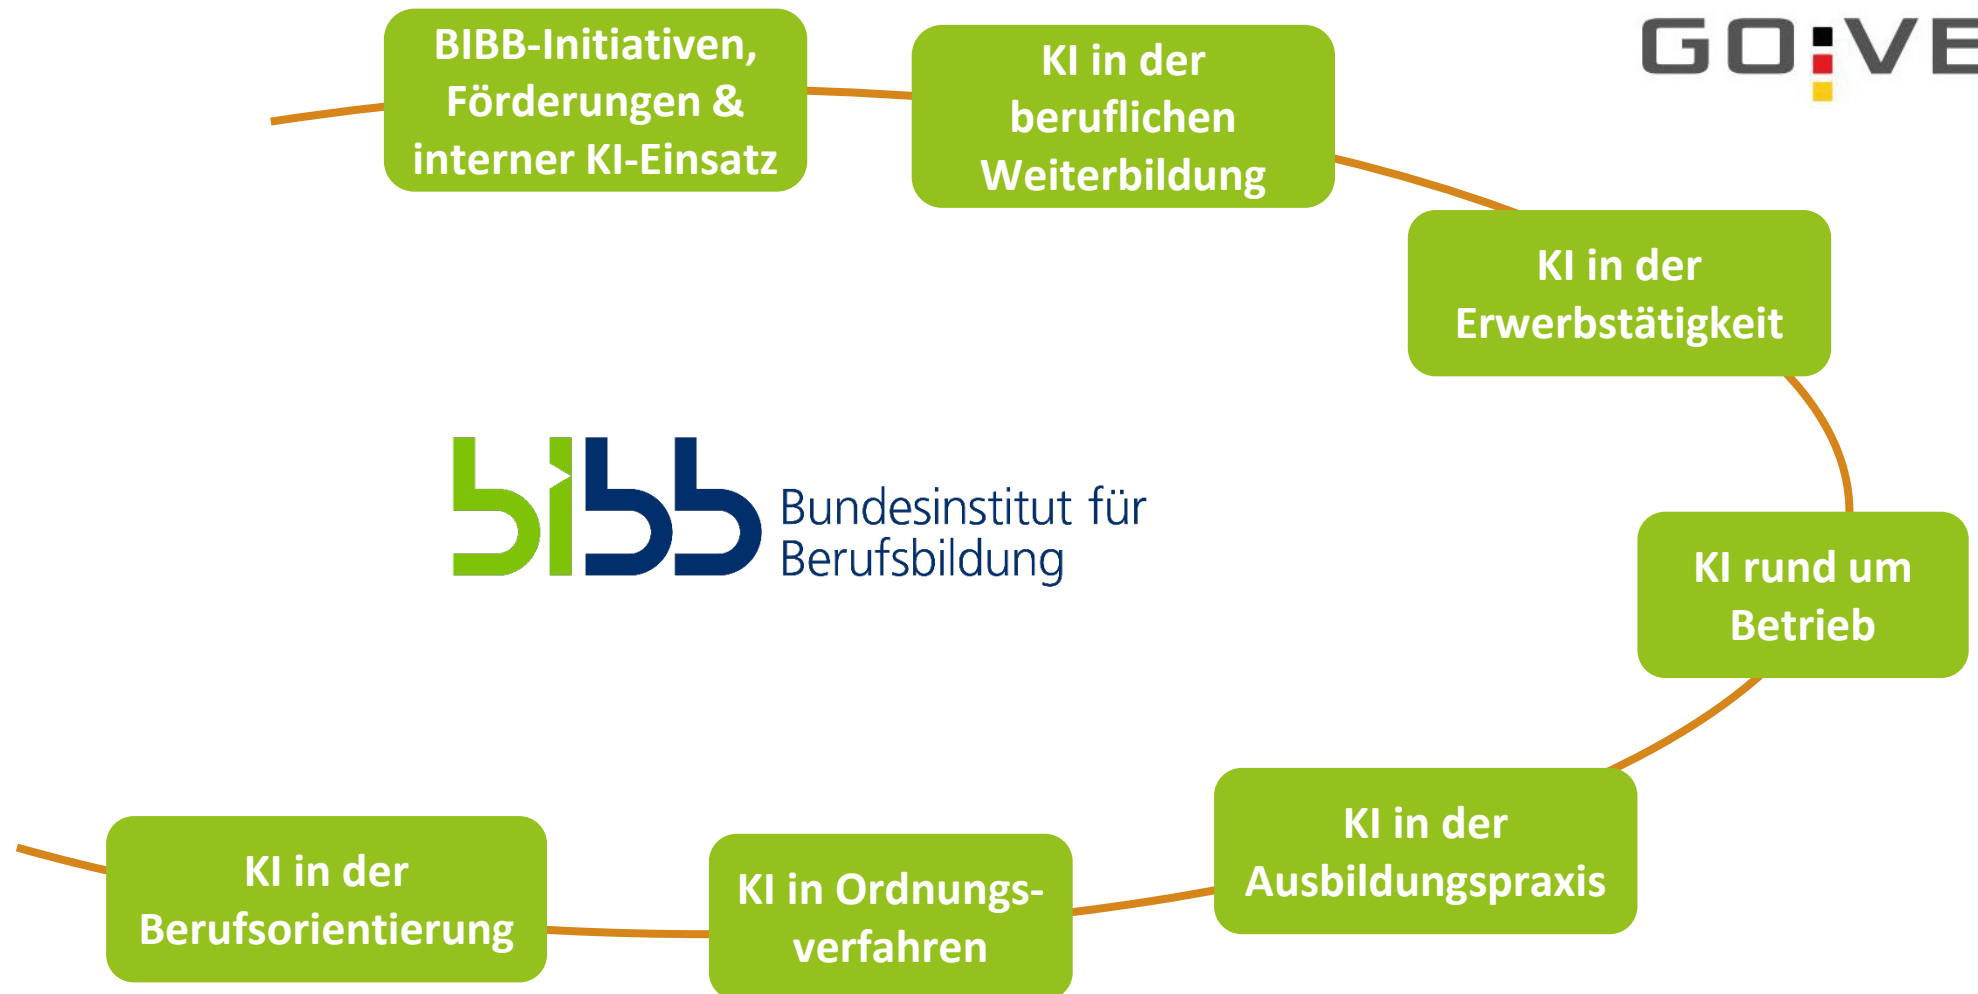 BIBB-Initiativen,
Förderungen &
interner KI-Einsatz
KI in der
beruflichen
Weiterbildung
GO:VE
KI in der
Erwerbstätigkeit
bibb
Bundesinstitut für
Berufsbildung
KI rund um
Betrieb
KI in der
Ausbildungspraxis
KI in Ordnungs-
verfahren
KI in der
Berufsorientierung